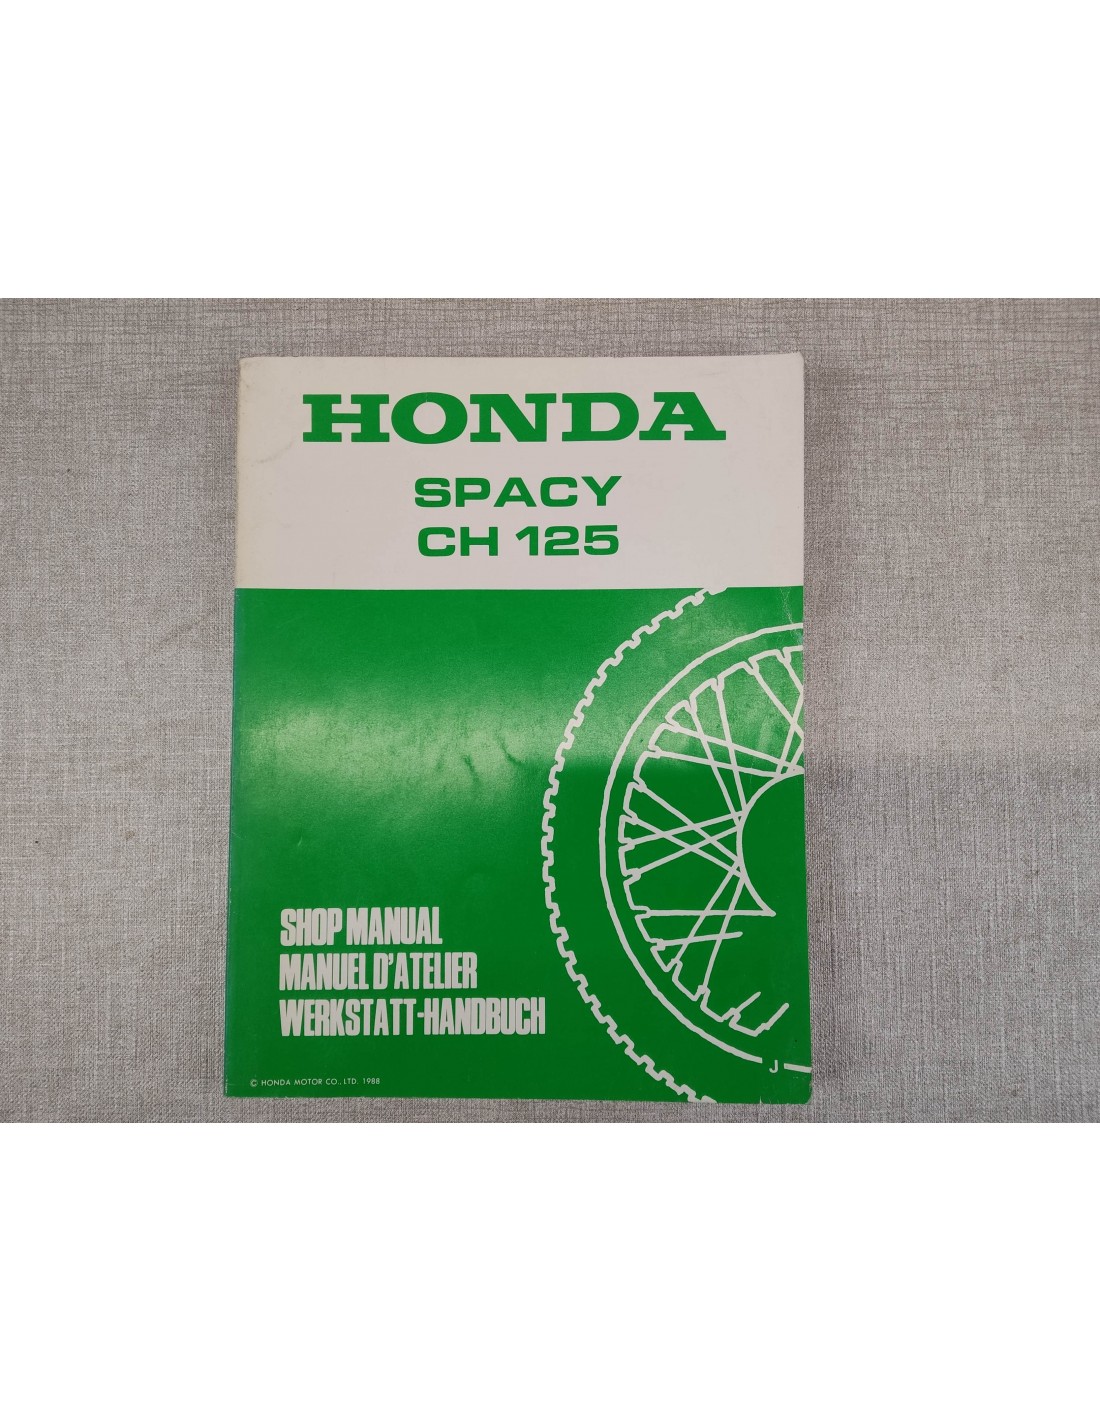 HONDA
SPACY
CH 125
SHOP MANUAL
MANUEL D'ATELIER
WERKSTATT-HANDBUCH
J
© HONDA MOTOR CO., LTD. 1988